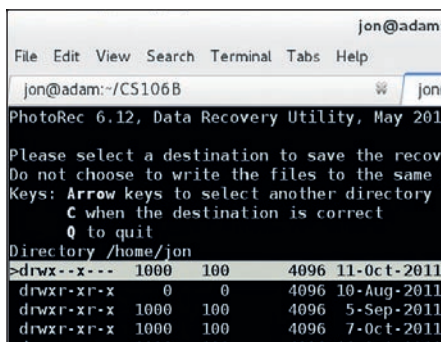 jon@adam
File Edit View Search Terminal Tabs Help
jon@adam:~/CS106B jon
PhotoRec 6.12, Data Recovery Utility, May 201
Please select a destination to save the recov
Do not choose to write the files to the same
Keys: Arrow keys to select another directory
C when the destination is correct
Q to quit
Directory /home/jon
>drwx--x--- 1000 100 4096 11-Oct-2011
drwxr-xr-x 0 0 4096 10-Aug-2011
drwxr-xr-x 1000 100 4096 5-Sep-2011
drwxr-xr-x 1000 100 4096 7-Oct-2011